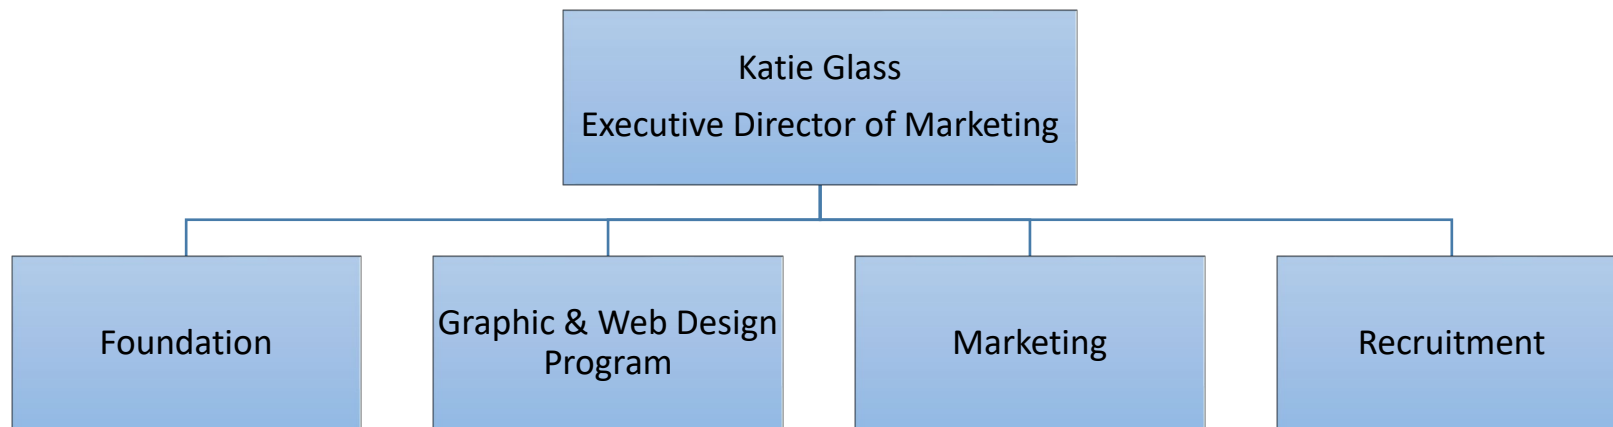 Katie Glass
Executive Director of Marketing
Foundation
Graphic & Web Design
Program
Marketing
Recruitment